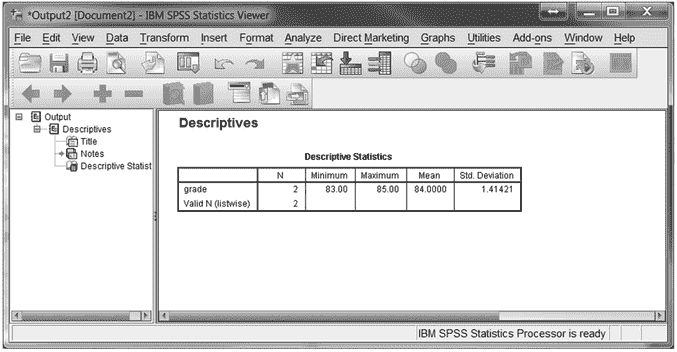 *Output2 [Document2] - IBM SPSS Statistics Viewer
File Edit View Data Transform Insert Format Analyze Direct Marketing Graphs Utilities Add-ons Window Help
Output
Descriptives
Title
Notes
Descriptive Statist
Descriptives
Descriptive Statistics
N Minimum Maximum Mean Std. Deviation
grade 2 83.00 85.00 84.0000 1.41421
Valid N (listwise) 2
IBM SPSS Statistics Processor is ready